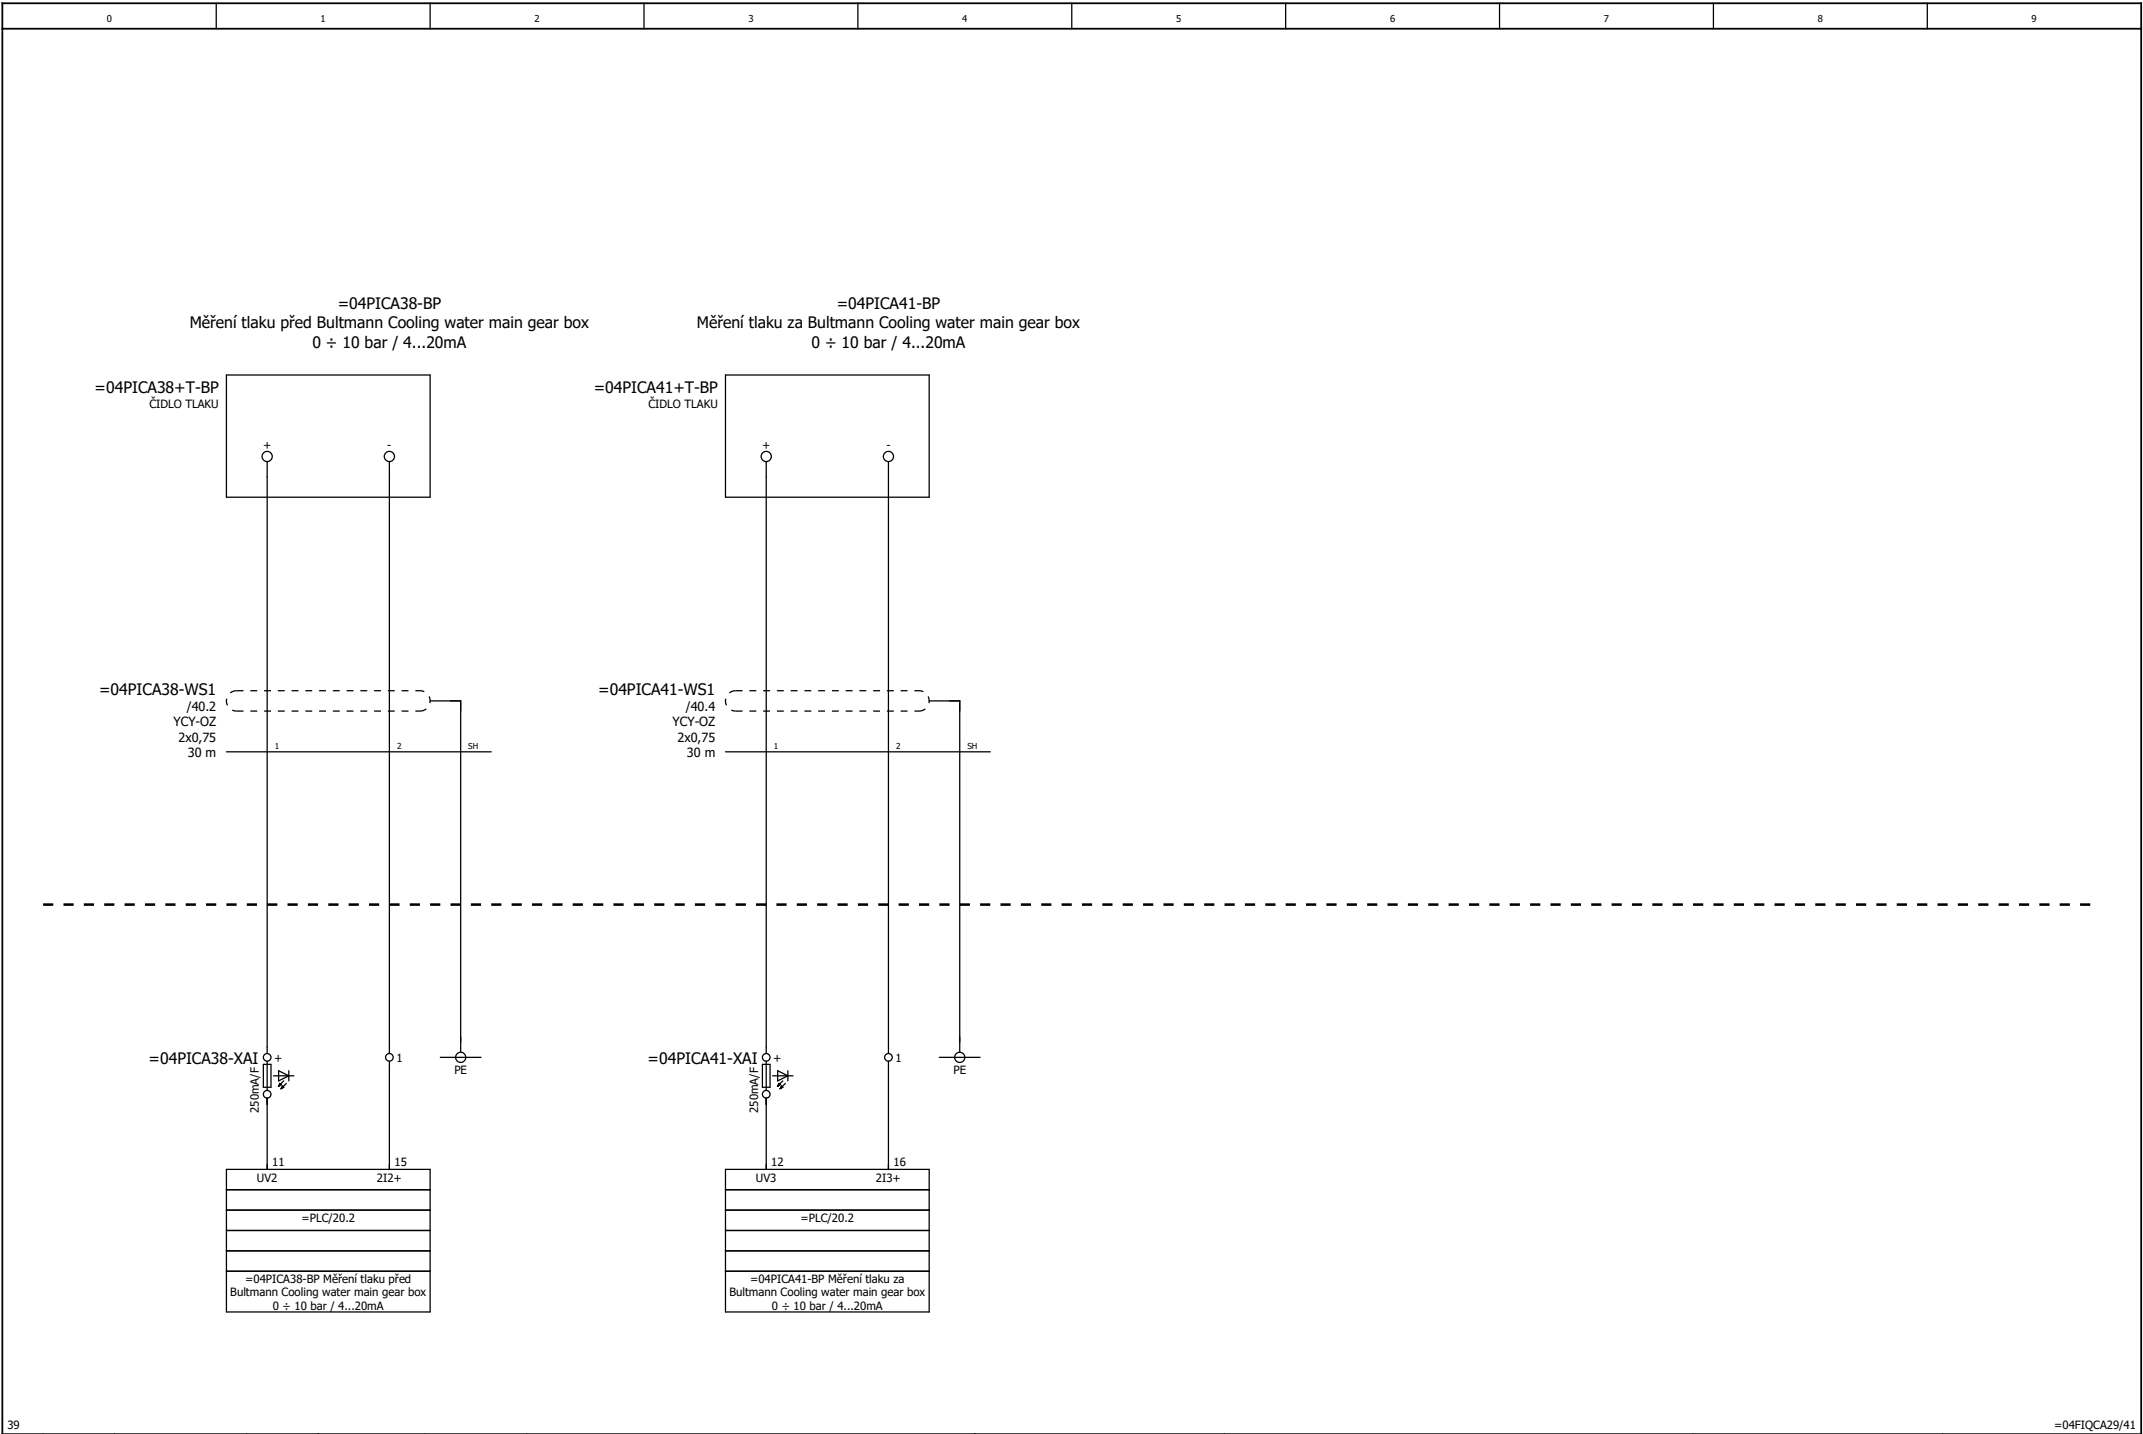 0 1 2 3 4 5 6 7 8 9
=04PICA38-BP
Měření tlaku před Bultmann Cooling water main gear box
0 ÷ 10 bar / 4...20mA
=04PICA41-BP
Měření tlaku za Bultmann Cooling water main gear box
0 ÷ 10 bar / 4...20mA
=04PICA38+T-BP
ČIDLO TLAKU
+ -
=04PICA41+T-BP
ČIDLO TLAKU
+ -
=04PICA38-WS1
/40.2
YCY-OZ
2x0,75
30 m
1 2 SH
=04PICA41-WS1
/40.4
YCY-OZ
2x0,75
30 m
1 2 SH
=04PICA38-XAI + 1
PE
250mA/F
=04PICA41-XAI + 1
PE
250mA/F
11 15
UV2 2I2+
=PLC/20.2
=04PICA38-BP Měření tlaku před
Bultmann Cooling water main gear box
0 ÷ 10 bar / 4...20mA
12 16
UV3 2I3+
=PLC/20.2
=04PICA41-BP Měření tlaku za
Bultmann Cooling water main gear box
0 ÷ 10 bar / 4...20mA
39
=04FIQCA29/41